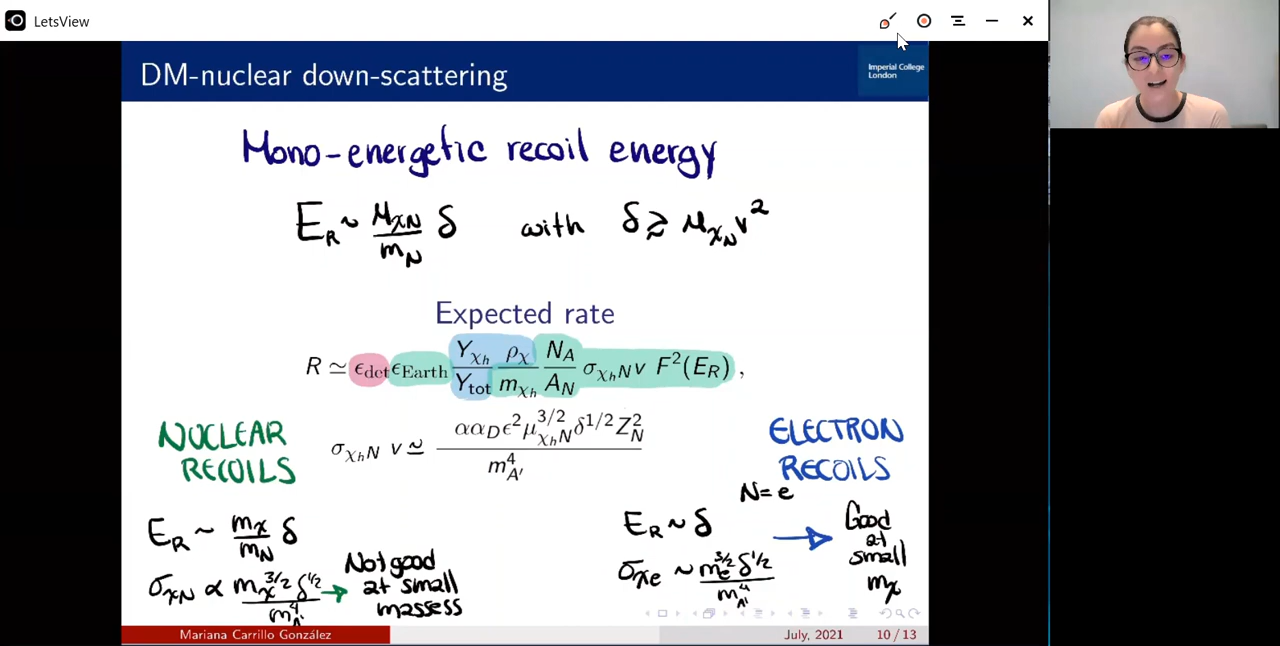 LetsView
DM-nuclear down-scattering
Imperial College
London
Mono-energetic recoil energy
E_R ~ μ_χN/m_N δ with δ ≳ μ_χN v²
Expected rate
R ≃ ϵ_det ϵ_Earth Y_χh/Y_tot ρ_χ/m_χh N_A/A_N σ_χhN v F²(E_R) ,
σ_χhN v ≃ αα_D ϵ² μ_χhN^3/2 δ^1/2 Z_N²/m_A'^4
NUCLEAR
RECOILS
E_R ~ m_χ/m_N δ
σ_χN ∝ m_χ^3/2 δ^1/2/m_A'^4 →
Not good
at small
massess
ELECTRON
RECOILS
N=e
E_R ~ δ
σ_χe ~ m_e^3/2 δ^1/2/m_A'^4
→
Good
at
small
m_χ
Mariana Carrillo González
July, 2021
10 / 13